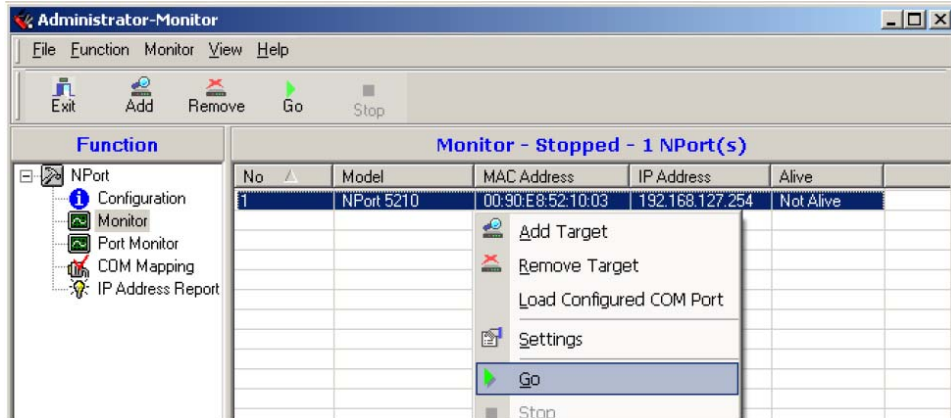 Administrator-Monitor
File Function Monitor View Help
Exit Add Remove Go Stop
Function
Monitor - Stopped - 1 NPort(s)
NPort
Configuration
Monitor
Port Monitor
COM Mapping
IP Address Report
No Model MAC Address IP Address Alive
1 NPort 5210 00:90:E8:52:10:03 192.168.127.254 Not Alive
Add Target
Remove Target
Load Configured COM Port
Settings
Go
Stop